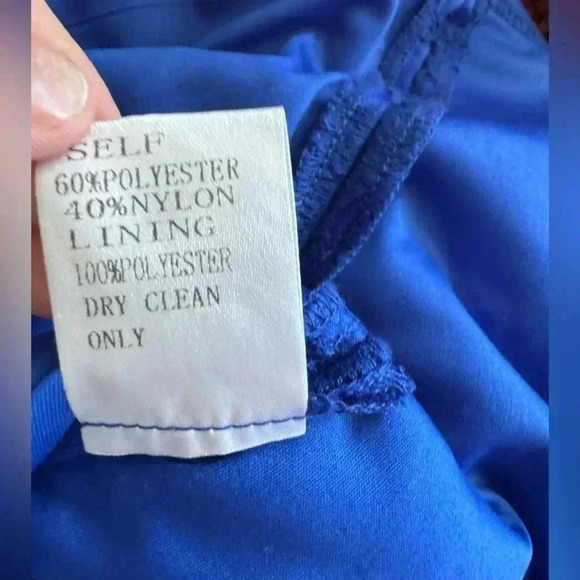 SELF
60%POLYESTER
40%NYLON
LINING
100%POLYESTER
DRY CLEAN
ONLY